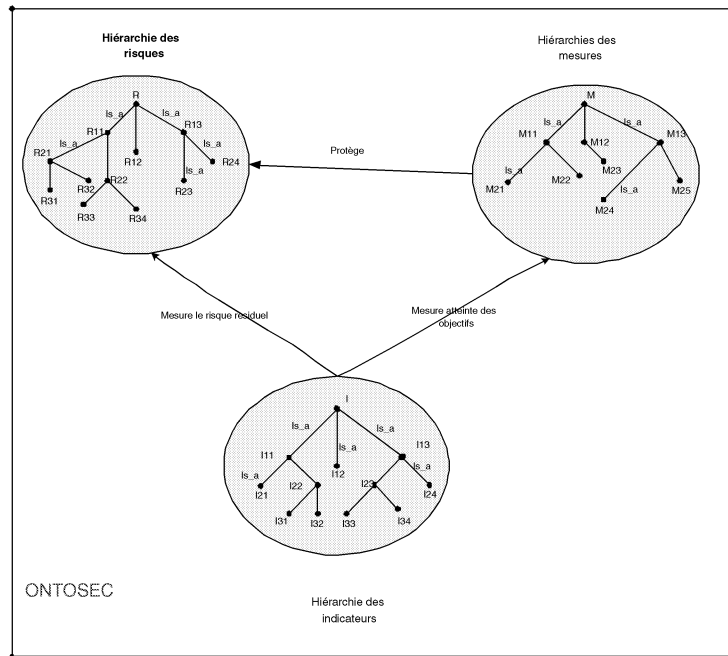 Hiérarchie des
risques
Hiérarchies des
mesures
R
Is_a
Is_a
R11
R13
Is_a
R21
R12
Is_a
R24
R32
R22
R23
R31
R33
R34
Protège
M
Is_a
Is_a
M11
M12
M13
Is_a
M23
M21
M22
Is_a
M24
M25
Mesure le risque residuel
Mesure atteinte des
objectifs
I
Is_a
Is_a
Is_a
I11
I13
I12
Is_a
Is_a
I21
I22
I23
I24
I31
I32
I33
I34
ONTOSEC
Hiérarchie des
indicateurs